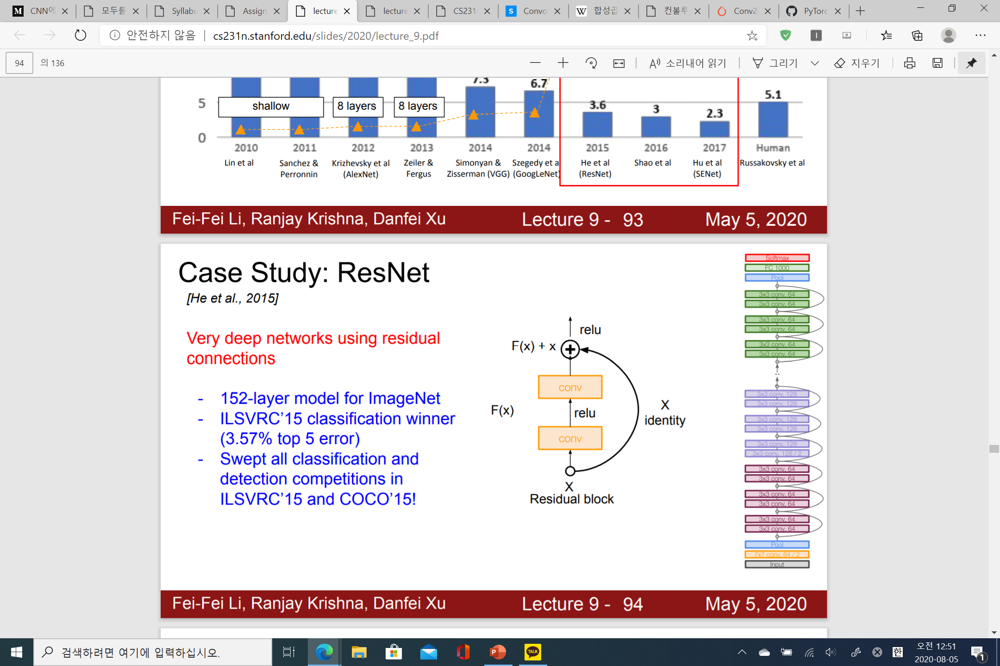 CNN에
모두를
Syllabu
Assign
lecture
lecture
CS231
Convo
합성곱
컨볼루
Conv2
PyTorc
안전하지 않음 | cs231n.stanford.edu/slides/2020/lecture_9.pdf
94 의 136
소리내어 읽기
그리기
지우기
7.3
6.7
5.1
5
shallow
8 layers
8 layers
3.6
3
2.3
0
2010 2011 2012 2013 2014 2014 2015 2016 2017 Human
Lin et al
Sanchez &
Perronnin
Krizhevsky et al
(AlexNet)
Zeiler &
Fergus
Simonyan &
Zisserman (VGG)
Szegedy et a
(GoogLeNet)
He et al
(ResNet)
Shao et al
Hu et al
(SENet)
Russakovsky et al
Fei-Fei Li, Ranjay Krishna, Danfei Xu Lecture 9 - 93 May 5, 2020
Case Study: ResNet
[He et al., 2015]
Very deep networks using residual
connections
- 152-layer model for ImageNet
- ILSVRC’15 classification winner
(3.57% top 5 error)
- Swept all classification and
detection competitions in
ILSVRC’15 and COCO’15!
relu
F(x) + x
conv
F(x)
relu
X
identity
conv
X
Residual block
Softmax
FC 1000
Pool
3x3 conv, 64
3x3 conv, 64
3x3 conv, 64
3x3 conv, 64
3x3 conv, 64
3x3 conv, 64
3x3 conv, 128
3x3 conv, 128
3x3 conv, 128
3x3 conv, 128
3x3 conv, 128
3x3 conv, 128 / 2
3x3 conv, 64
3x3 conv, 64
3x3 conv, 64
3x3 conv, 64
3x3 conv, 64
3x3 conv, 64
Pool
7x7 conv, 64 / 2
Input
Fei-Fei Li, Ranjay Krishna, Danfei Xu Lecture 9 - 94 May 5, 2020
검색하려면 여기에 입력하십시오.
TALK
한
오전 12:51
2020-08-05
1